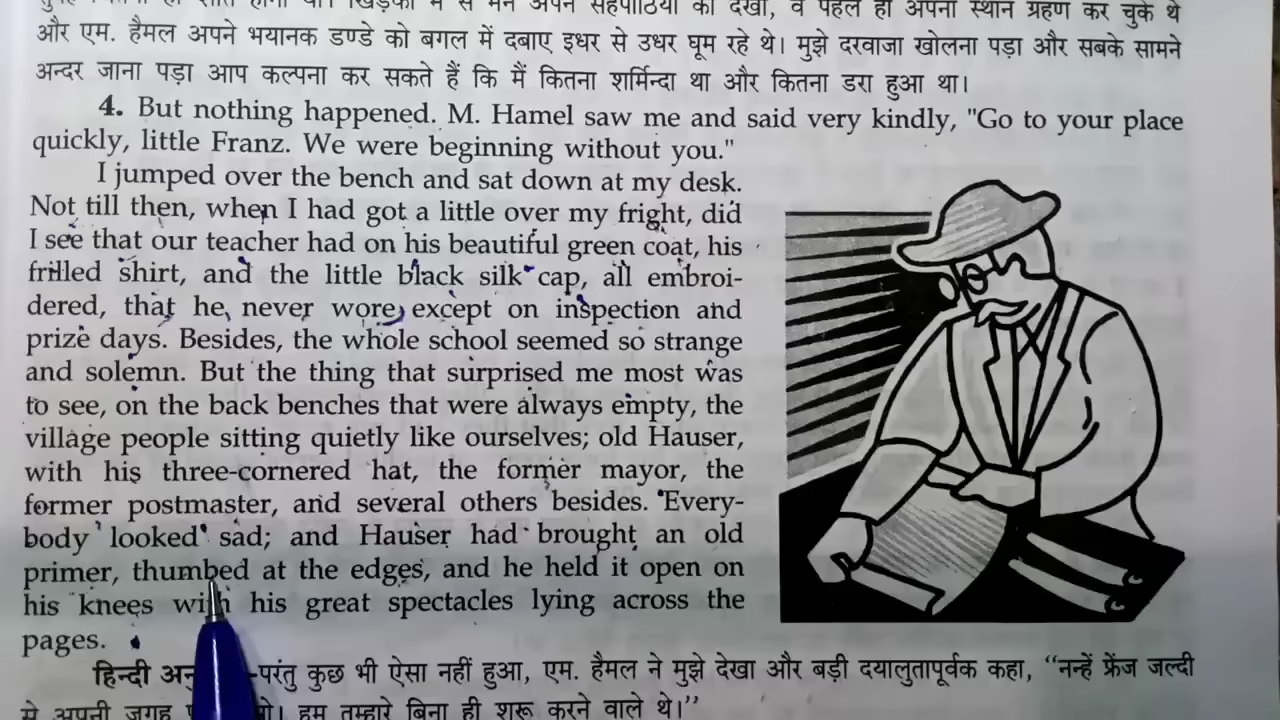 अपने सहपाठियों को देखा, वे पहले ही अपना स्थान ग्रहण कर चुके थे
और एम. हैमल अपने भयानक डण्डे को बगल में दबाए इधर से उधर घूम रहे थे। मुझे दरवाजा खोलना पड़ा और सबके सामने
अन्दर जाना पड़ा आप कल्पना कर सकते हैं कि मैं कितना शर्मिन्दा था और कितना डरा हुआ था।
4. But nothing happened. M. Hamel saw me and said very kindly, "Go to your place
quickly, little Franz. We were beginning without you."
I jumped over the bench and sat down at my desk.
Not till then, when I had got a little over my fright, did
I see that our teacher had on his beautiful green coat, his
frilled shirt, and the little black silk cap, all embroi-
dered, that he never wore except on inspection and
prize days. Besides, the whole school seemed so strange
and solemn. But the thing that surprised me most was
to see, on the back benches that were always empty, the
village people sitting quietly like ourselves; old Hauser,
with his three-cornered hat, the former mayor, the
former postmaster, and several others besides. Every-
body looked sad; and Hauser had brought an old
primer, thumbed at the edges, and he held it open on
his knees with his great spectacles lying across the
pages.
हिन्दी -परंतु कुछ भी ऐसा नहीं हुआ, एम. हैमल ने मुझे देखा और बड़ी दयालुतापूर्वक कहा, “नन्हें फ्रेंज जल्दी
से अपनी जगह हम तुम्हारे बिना ही शुरू करने वाले थे।”